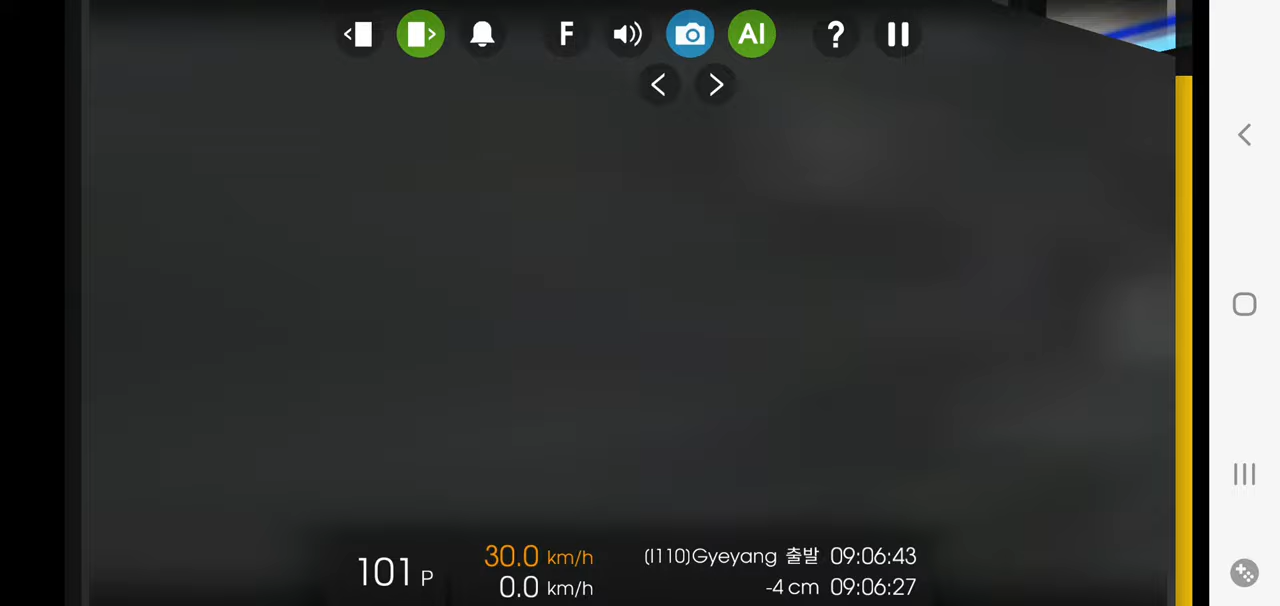 F
AI
?
101 P
30.0 km/h
0.0 km/h
(I110)Gyeyang 출발 09:06:43
-4 cm 09:06:27